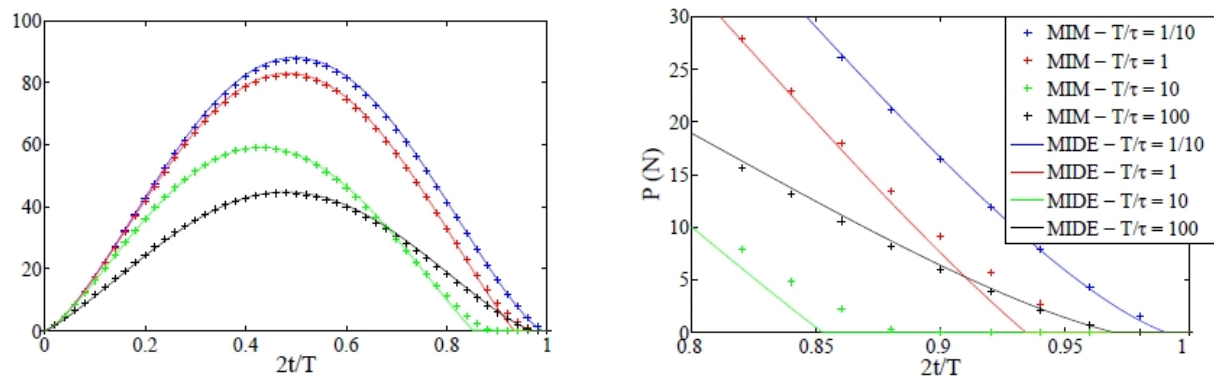 100
80
60
40
20
0
0
0.2
0.4
0.6
0.8
1
2t/T
P (N)
30
25
20
15
10
5
0
0.8
0.85
0.9
0.95
1
2t/T
MIM – T/τ = 1/10
MIM – T/τ = 1
MIM – T/τ = 10
MIM – T/τ = 100
MIDE – T/τ = 1/10
MIDE – T/τ = 1
MIDE – T/τ = 10
MIDE – T/τ = 100